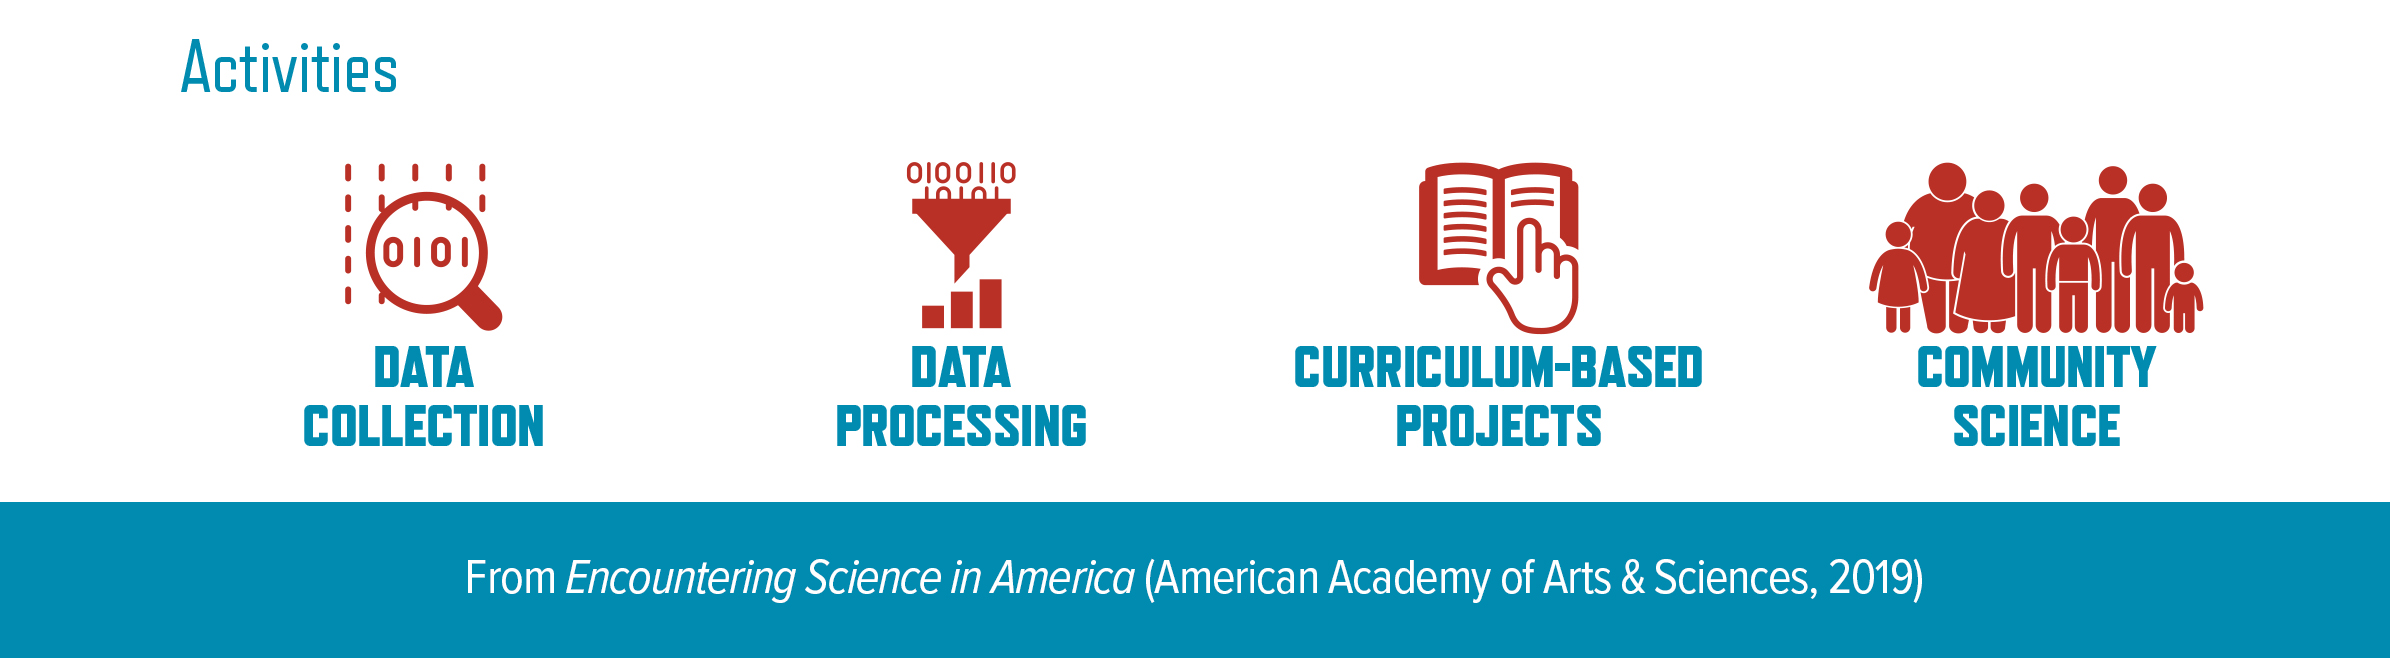 Activities
0101
0100110
10101
DATA
COLLECTION
DATA
PROCESSING
CURRICULUM-BASED
PROJECTS
COMMUNITY
SCIENCE
From Encountering Science in America (American Academy of Arts & Sciences, 2019)